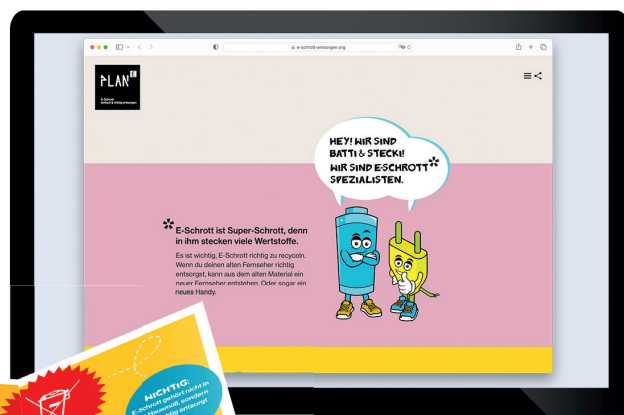 e-schrott-entsorgen.org
PLAN E
E-Schrott
einfach & richtig entsorgen
HEY! WIR SIND
BATTI & STECKI!
WIR SIND E-SCHROTT*
SPEZIALISTEN.
* E-Schrott ist Super-Schrott, denn
in ihm stecken viele Wertstoffe.
Es ist wichtig, E-Schrott richtig zu recyceln.
Wenn du deinen alten Fernseher richtig
entsorgst, kann aus dem alten Material ein
neuer Fernseher entstehen. Oder sogar ein
neues Handy.
WICHTIG:
E-Schrott gehört nicht in
Hausmüll, sondern
entsorgt